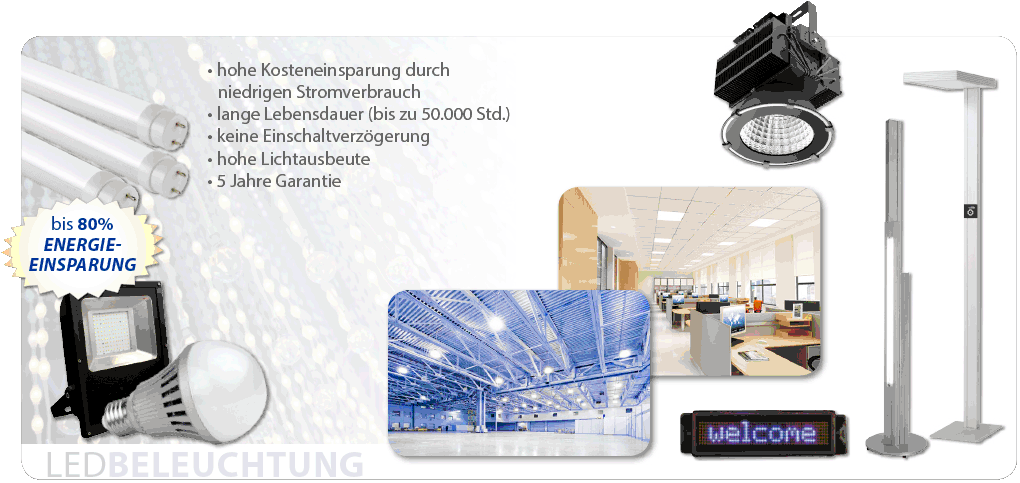 • hohe Kosteneinsparung durch
niedrigen Stromverbrauch
• lange Lebensdauer (bis zu 50.000 Std.)
• keine Einschaltverzögerung
• hohe Lichtausbeute
• 5 Jahre Garantie
bis 80%
ENERGIE-
EINSPARUNG
welcome
LEDBELEUCHTUNG